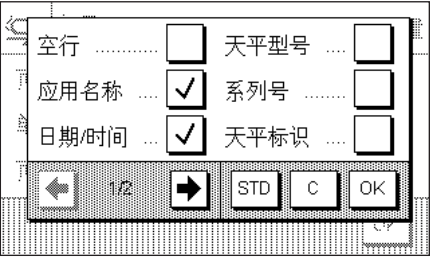 空行 ............ 天平型号 ....
应用名称 .... 系列号 ........
日期/时间 ... 天平标识 ....
1/2 STD C OK